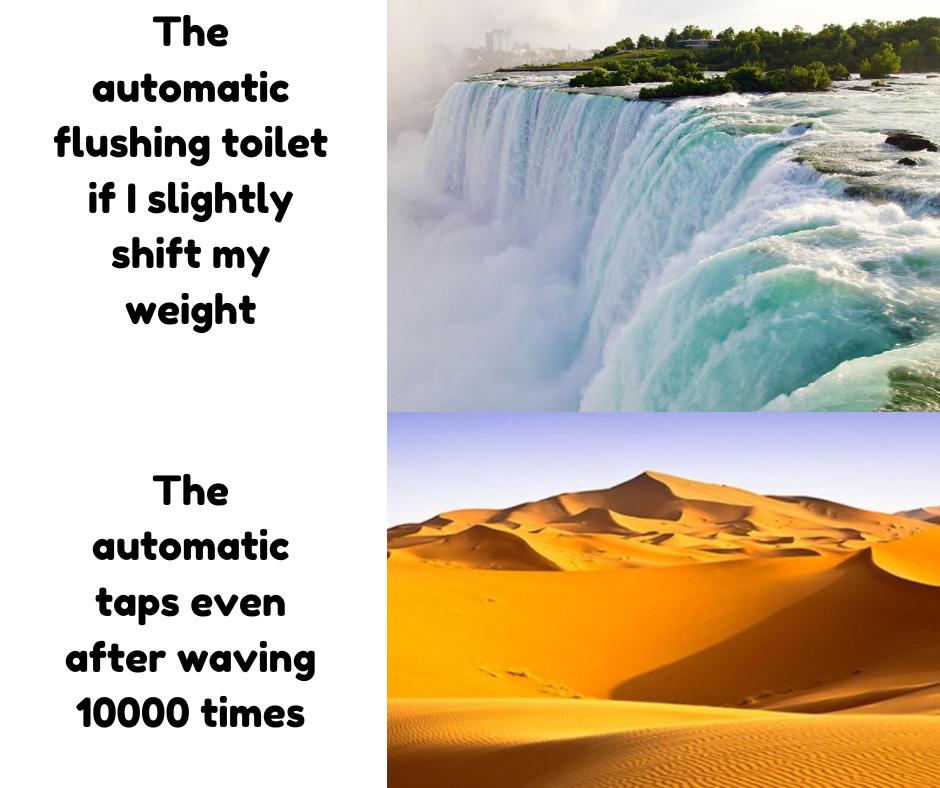 The
automatic
flushing toilet
if I slightly
shift my
weight
The
automatic
taps even
after waving
10000 times